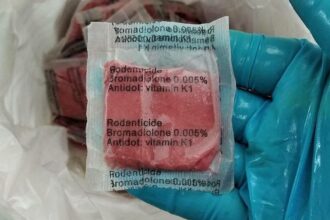 Rodenticide
Bromadiolone 0.005%
Antidot: vitamin K1
Rodenticide
Bromadiolone 0.005%
Antidot: vitamin K1
Bromadiolone 0.005%